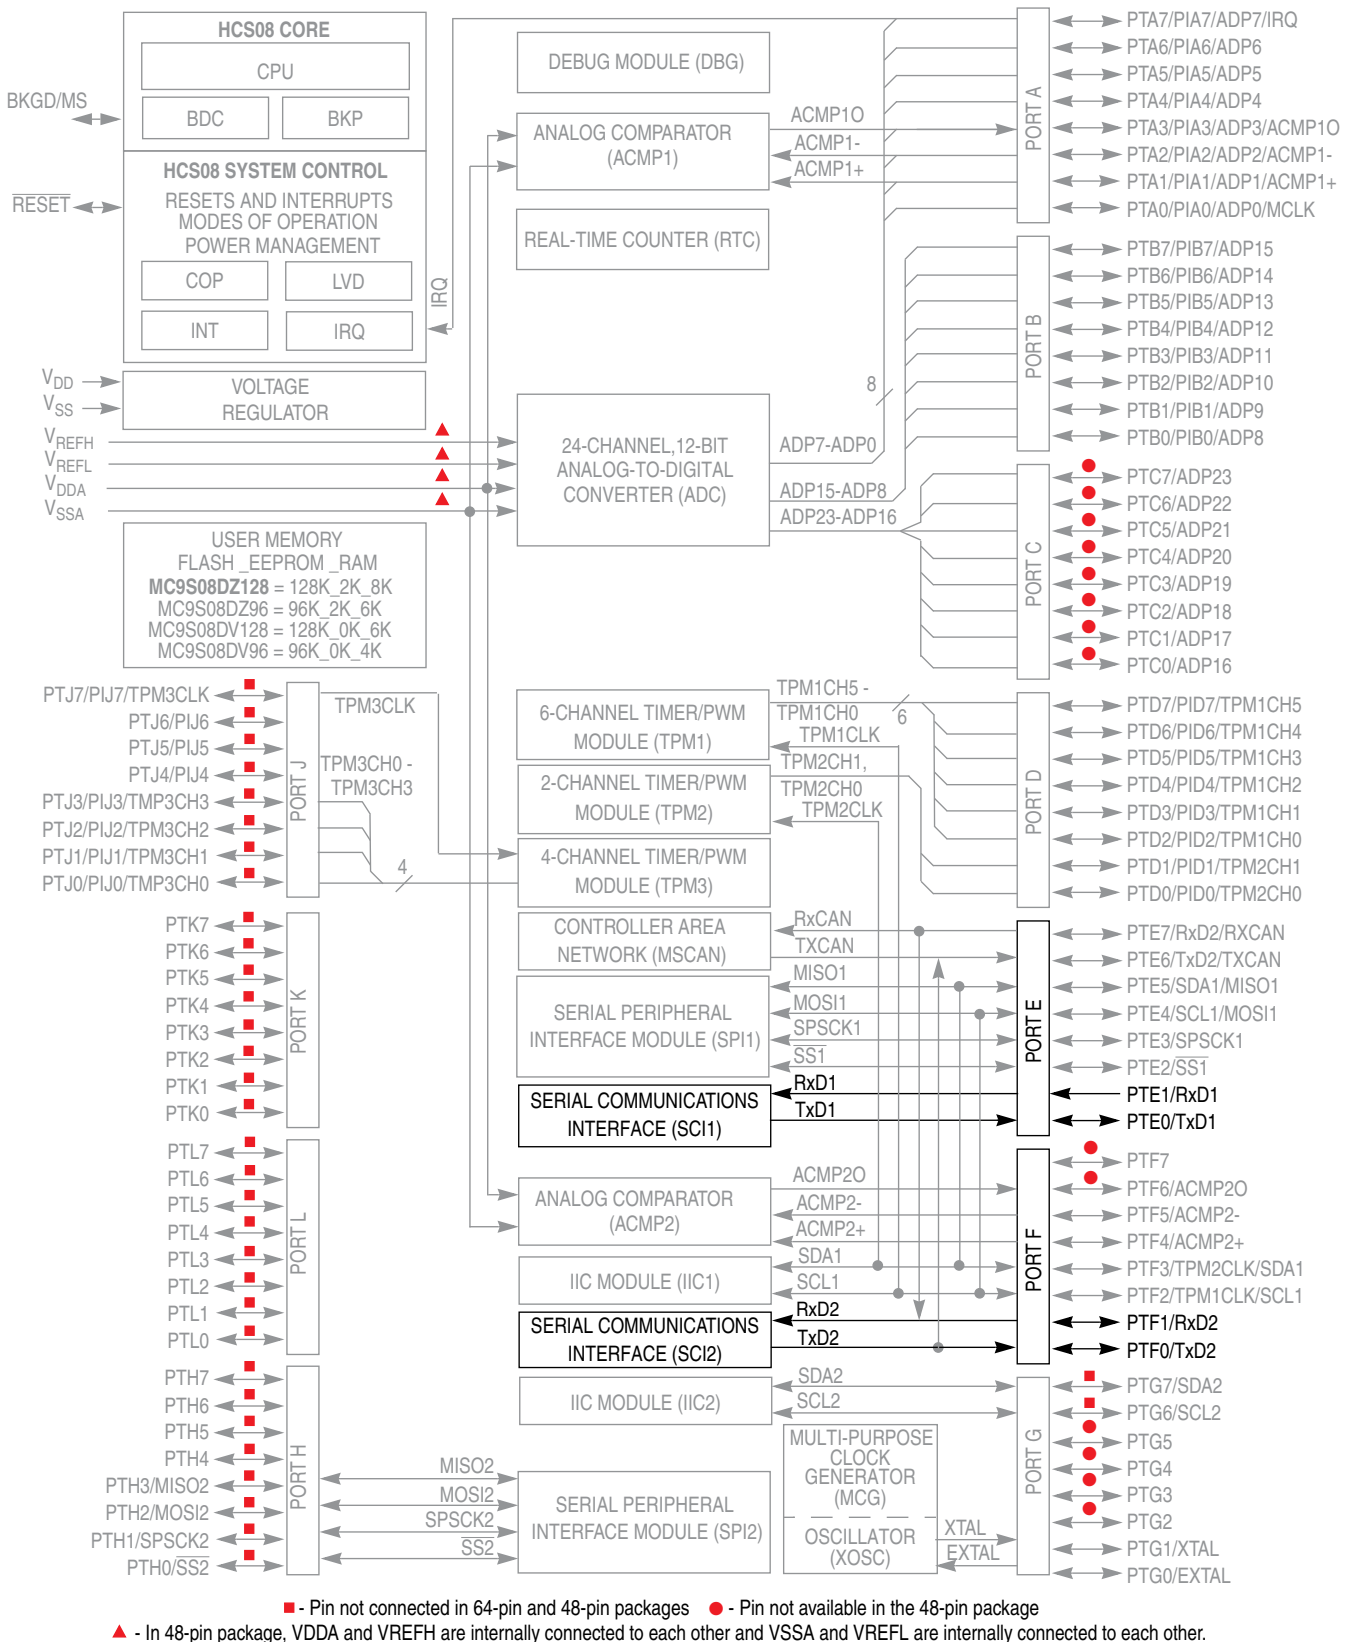 HCS08 CORE
CPU
BDC
BKP
BKGD/MS
HCS08 SYSTEM CONTROL
RESETS AND INTERRUPTS
MODES OF OPERATION
POWER MANAGEMENT
RESET
COP
LVD
INT
IRQ
IRQ
VDD
VSS
VOLTAGE
REGULATOR
VREFH
VREFL
VDDA
VSSA
USER MEMORY
FLASH _EEPROM _RAM
MC9S08DZ128 = 128K_2K_8K
MC9S08DZ96 = 96K_2K_6K
MC9S08DV128 = 128K_0K_6K
MC9S08DV96 = 96K_0K_4K
DEBUG MODULE (DBG)
ANALOG COMPARATOR
(ACMP1)
ACMP1O
ACMP1-
ACMP1+
REAL-TIME COUNTER (RTC)
24-CHANNEL,12-BIT
ANALOG-TO-DIGITAL
CONVERTER (ADC)
8
ADP7-ADP0
ADP15-ADP8
ADP23-ADP16
PORT A
PTA7/PIA7/ADP7/IRQ
PTA6/PIA6/ADP6
PTA5/PIA5/ADP5
PTA4/PIA4/ADP4
PTA3/PIA3/ADP3/ACMP1O
PTA2/PIA2/ADP2/ACMP1-
PTA1/PIA1/ADP1/ACMP1+
PTA0/PIA0/ADP0/MCLK
PORT B
PTB7/PIB7/ADP15
PTB6/PIB6/ADP14
PTB5/PIB5/ADP13
PTB4/PIB4/ADP12
PTB3/PIB3/ADP11
PTB2/PIB2/ADP10
PTB1/PIB1/ADP9
PTB0/PIB0/ADP8
PORT C
PTC7/ADP23
PTC6/ADP22
PTC5/ADP21
PTC4/ADP20
PTC3/ADP19
PTC2/ADP18
PTC1/ADP17
PTC0/ADP16
PTJ7/PIJ7/TPM3CLK
PTJ6/PIJ6
PTJ5/PIJ5
PTJ4/PIJ4
PTJ3/PIJ3/TMP3CH3
PTJ2/PIJ2/TPM3CH2
PTJ1/PIJ1/TPM3CH1
PTJ0/PIJ0/TMP3CH0
PORT J
TPM3CLK
TPM3CH0 -
TPM3CH3
4
6-CHANNEL TIMER/PWM
MODULE (TPM1)
TPM1CH5 -
TPM1CH0
6
TPM1CLK
2-CHANNEL TIMER/PWM
MODULE (TPM2)
TPM2CH1,
TPM2CH0
TPM2CLK
4-CHANNEL TIMER/PWM
MODULE (TPM3)
PORT D
PTD7/PID7/TPM1CH5
PTD6/PID6/TPM1CH4
PTD5/PID5/TPM1CH3
PTD4/PID4/TPM1CH2
PTD3/PID3/TPM1CH1
PTD2/PID2/TPM1CH0
PTD1/PID1/TPM2CH1
PTD0/PID0/TPM2CH0
PTK7
PTK6
PTK5
PTK4
PTK3
PTK2
PTK1
PTK0
PORT K
CONTROLLER AREA
NETWORK (MSCAN)
RxCAN
TXCAN
SERIAL PERIPHERAL
INTERFACE MODULE (SPI1)
MISO1
MOSI1
SPSCK1
SS1
SERIAL COMMUNICATIONS
INTERFACE (SCI1)
RxD1
TxD1
PORT E
PTE7/RxD2/RXCAN
PTE6/TxD2/TXCAN
PTE5/SDA1/MISO1
PTE4/SCL1/MOSI1
PTE3/SPSCK1
PTE2/SS1
PTE1/RxD1
PTE0/TxD1
PTL7
PTL6
PTL5
PTL4
PTL3
PTL2
PTL1
PTL0
PORT L
ANALOG COMPARATOR
(ACMP2)
ACMP2O
ACMP2-
ACMP2+
IIC MODULE (IIC1)
SDA1
SCL1
SERIAL COMMUNICATIONS
INTERFACE (SCI2)
RxD2
TxD2
PORT F
PTF7
PTF6/ACMP2O
PTF5/ACMP2-
PTF4/ACMP2+
PTF3/TPM2CLK/SDA1
PTF2/TPM1CLK/SCL1
PTF1/RxD2
PTF0/TxD2
PTH7
PTH6
PTH5
PTH4
PTH3/MISO2
PTH2/MOSI2
PTH1/SPSCK2
PTH0/SS2
PORT H
MISO2
MOSI2
SPSCK2
SS2
IIC MODULE (IIC2)
SDA2
SCL2
SERIAL PERIPHERAL
INTERFACE MODULE (SPI2)
MULTI-PURPOSE
CLOCK
GENERATOR
(MCG)
OSCILLATOR
(XOSC)
XTAL
EXTAL
PORT G
PTG7/SDA2
PTG6/SCL2
PTG5
PTG4
PTG3
PTG2
PTG1/XTAL
PTG0/EXTAL
- Pin not connected in 64-pin and 48-pin packages
- Pin not available in the 48-pin package
- In 48-pin package, VDDA and VREFH are internally connected to each other and VSSA and VREFL are internally connected to each other.